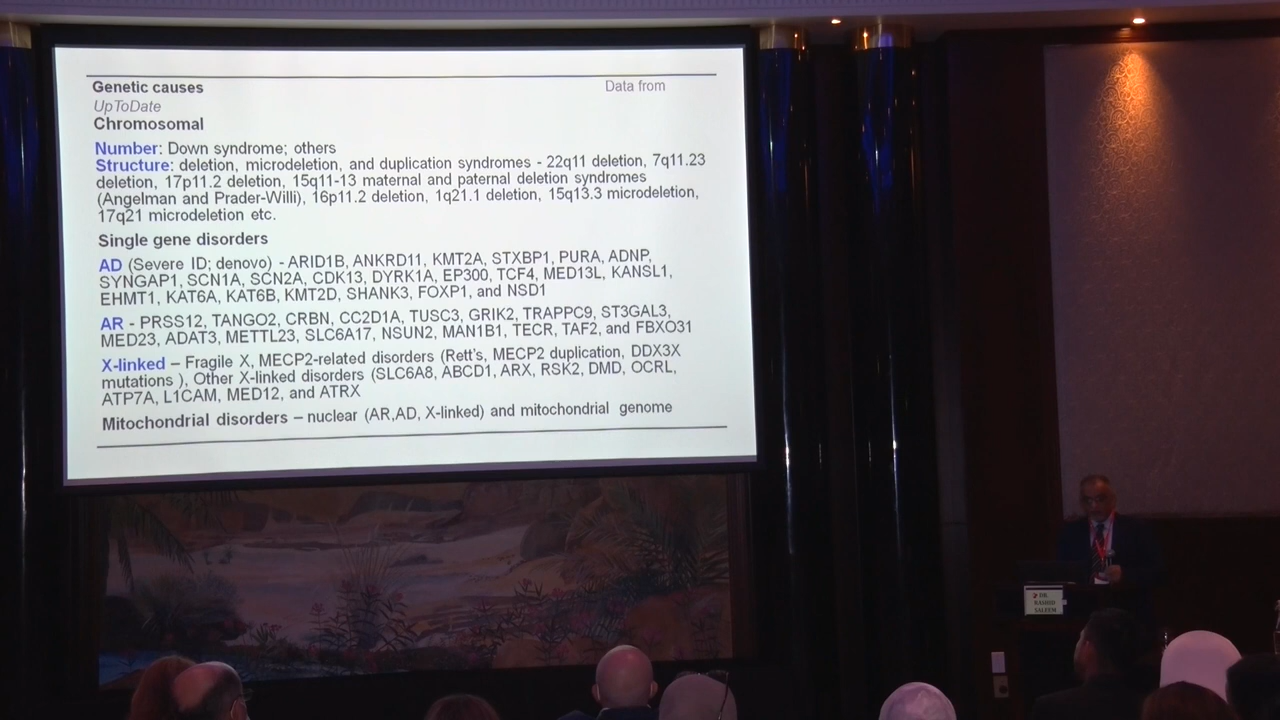 Genetic causes Data from
UpToDate
Chromosomal
Number: Down syndrome; others
Structure: deletion, microdeletion, and duplication syndromes - 22q11 deletion, 7q11.23
deletion, 17p11.2 deletion, 15q11-13 maternal and paternal deletion syndromes
(Angelman and Prader-Willi), 16p11.2 deletion, 1q21.1 deletion, 15q13.3 microdeletion,
17q21 microdeletion etc.
Single gene disorders
AD (Severe ID; denovo) - ARID1B, ANKRD11, KMT2A, STXBP1, PURA, ADNP,
SYNGAP1, SCN1A, SCN2A, CDK13, DYRK1A, EP300, TCF4, MED13L, KANSL1,
EHMT1, KAT6A, KAT6B, KMT2D, SHANK3, FOXP1, and NSD1
AR - PRSS12, TANGO2, CRBN, CC2D1A, TUSC3, GRIK2, TRAPPC9, ST3GAL3,
MED23, ADAT3, METTL23, SLC6A17, NSUN2, MAN1B1, TECR, TAF2, and FBXO31
X-linked – Fragile X, MECP2-related disorders (Rett's, MECP2 duplication, DDX3X
mutations ), Other X-linked disorders (SLC6A8, ABCD1, ARX, RSK2, DMD, OCRL,
ATP7A, L1CAM, MED12, and ATRX
Mitochondrial disorders – nuclear (AR,AD, X-linked) and mitochondrial genome
DR.
RASHID
SALEEM